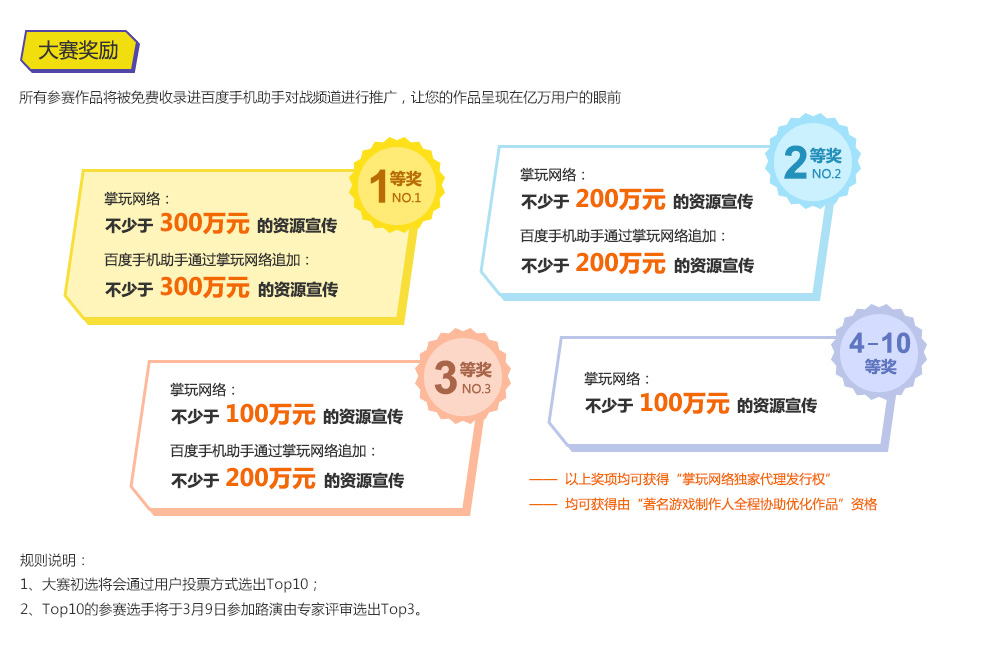 大赛奖励
所有参赛作品将被免费收录进百度手机助手对战频道进行推广，让您的作品呈现在亿万用户的眼前
1等奖
NO.1
掌玩网络：
不少于 300万元 的资源宣传
百度手机助手通过掌玩网络追加：
不少于 300万元 的资源宣传
2等奖
NO.2
掌玩网络：
不少于 200万元 的资源宣传
百度手机助手通过掌玩网络追加：
不少于 200万元 的资源宣传
3等奖
NO.3
掌玩网络：
不少于 100万元 的资源宣传
百度手机助手通过掌玩网络追加：
不少于 200万元 的资源宣传
4-10
等奖
掌玩网络：
不少于 100万元 的资源宣传
—— 以上奖项均可获得“掌玩网络独家代理发行权”
—— 均可获得由“著名游戏制作人全程协助优化作品”资格
规则说明：
1、大赛初选将会通过用户投票方式选出Top10；
2、Top10的参赛选手将于3月9日参加路演由专家评审选出Top3。